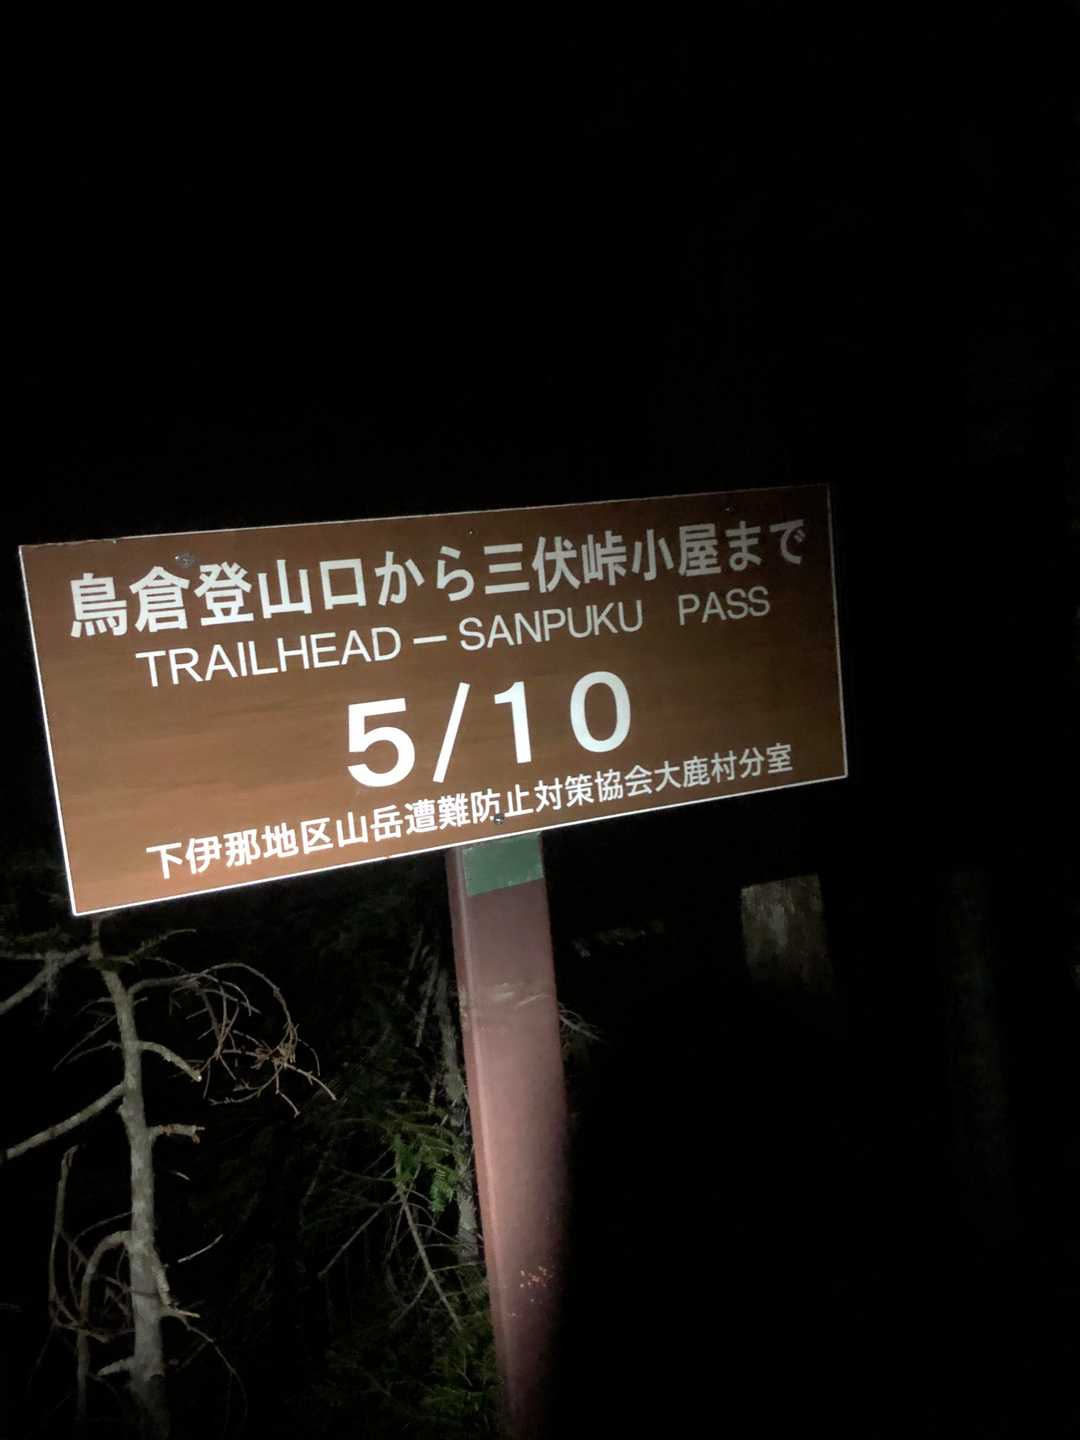 鳥倉登山口から三伏峠小屋まで
TRAILHEAD － SANPUKU PASS
5/10
下伊那地区山岳遭難防止対策協会大鹿村分室